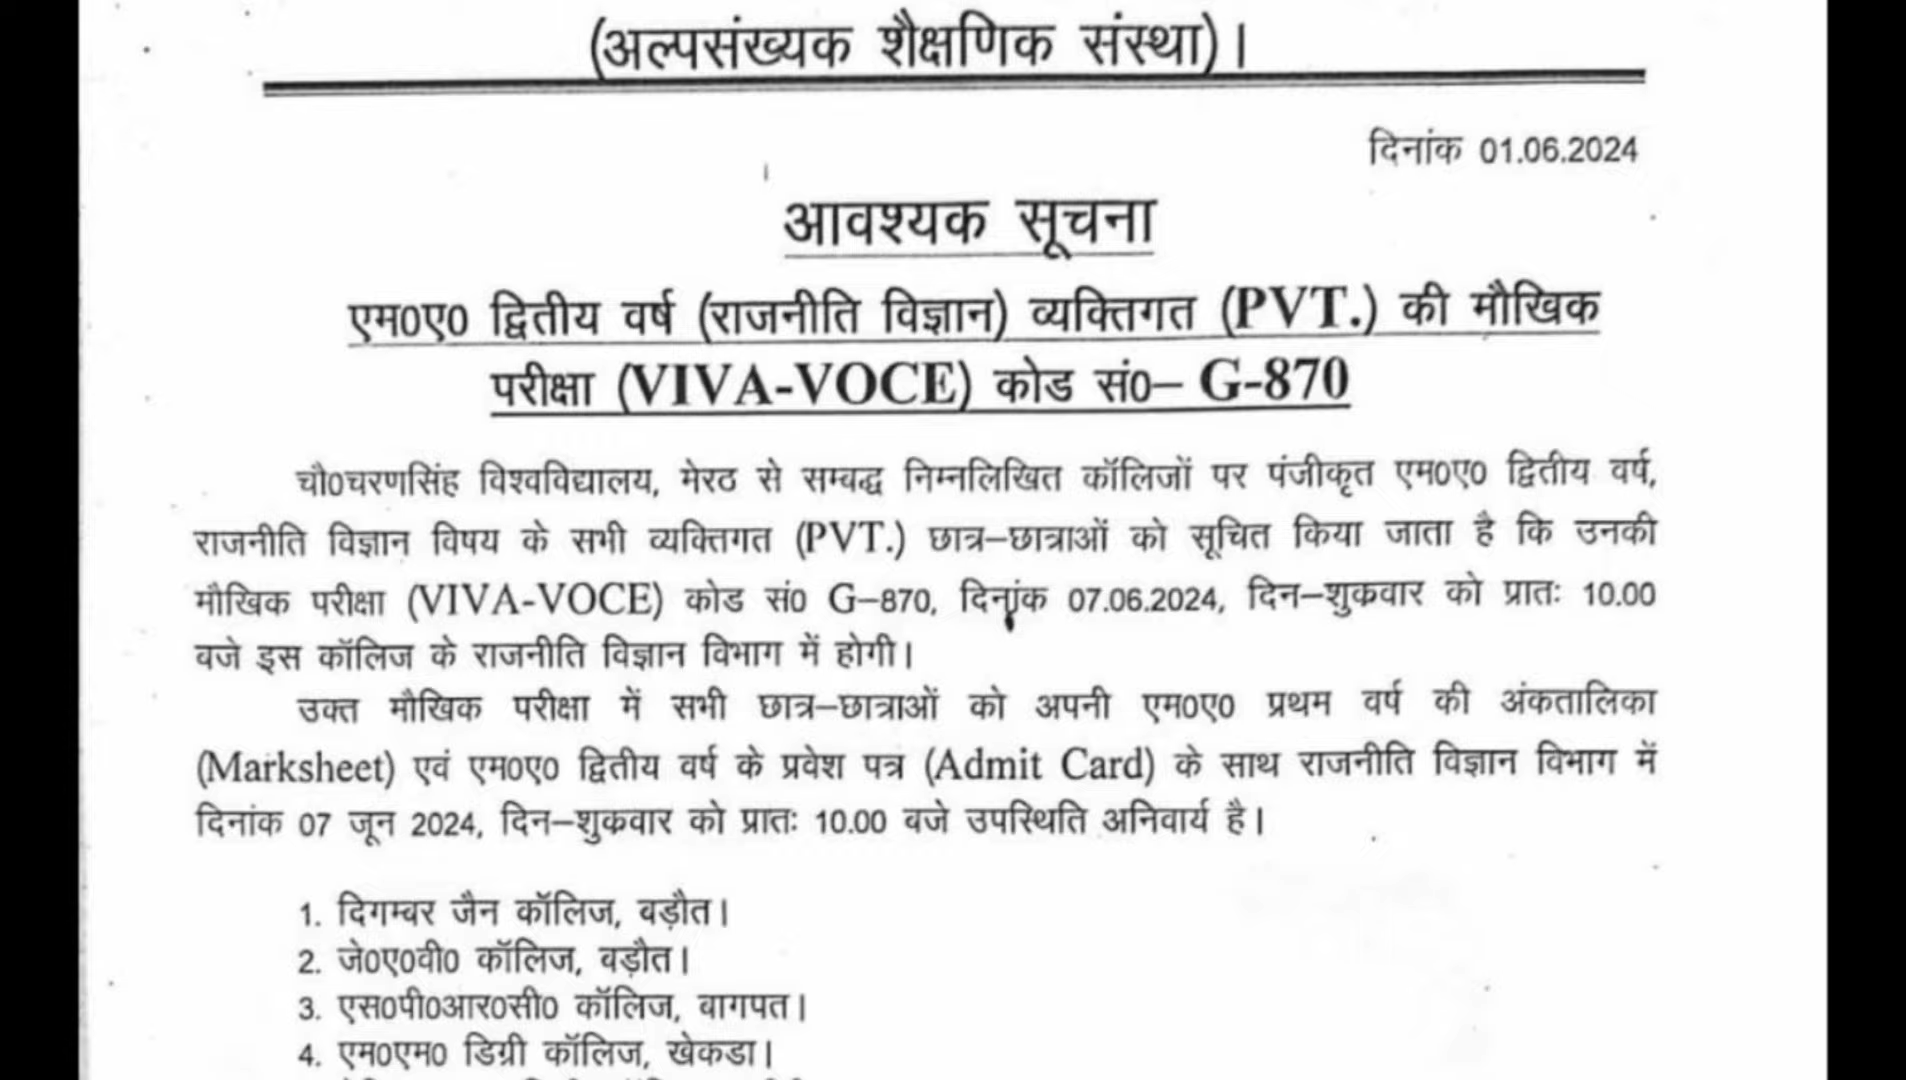 (अल्पसंख्यक शैक्षणिक संस्था)।
दिनांक 01.06.2024
आवश्यक सूचना
एम0ए0 द्वितीय वर्ष (राजनीति विज्ञान) व्यक्तिगत (PVT.) की मौखिक
परीक्षा (VIVA-VOCE) कोड सं0– G-870
चौ0चरणसिंह विश्वविद्यालय, मेरठ से सम्बद्ध निम्नलिखित कॉलिजों पर पंजीकृत एम0ए0 द्वितीय वर्ष,
राजनीति विज्ञान विषय के सभी व्यक्तिगत (PVT.) छात्र–छात्राओं को सूचित किया जाता है कि उनकी
मौखिक परीक्षा (VIVA-VOCE) कोड सं0 G–870, दिनांक 07.06.2024, दिन–शुक्रवार को प्रातः 10.00
बजे इस कॉलिज के राजनीति विज्ञान विभाग में होगी।
उक्त मौखिक परीक्षा में सभी छात्र–छात्राओं को अपनी एम0ए0 प्रथम वर्ष की अंकतालिका
(Marksheet) एवं एम0ए0 द्वितीय वर्ष के प्रवेश पत्र (Admit Card) के साथ राजनीति विज्ञान विभाग में
दिनांक 07 जून 2024, दिन–शुक्रवार को प्रातः 10.00 बजे उपस्थिति अनिवार्य है।
1. दिगम्बर जैन कॉलिज, बड़ौत।
2. जे0ए0वी0 कॉलिज, बड़ौत।
3. एस0पी0आर0सी0 कॉलिज, बागपत।
4. एम0एम0 डिग्री कॉलिज, खेकडा।